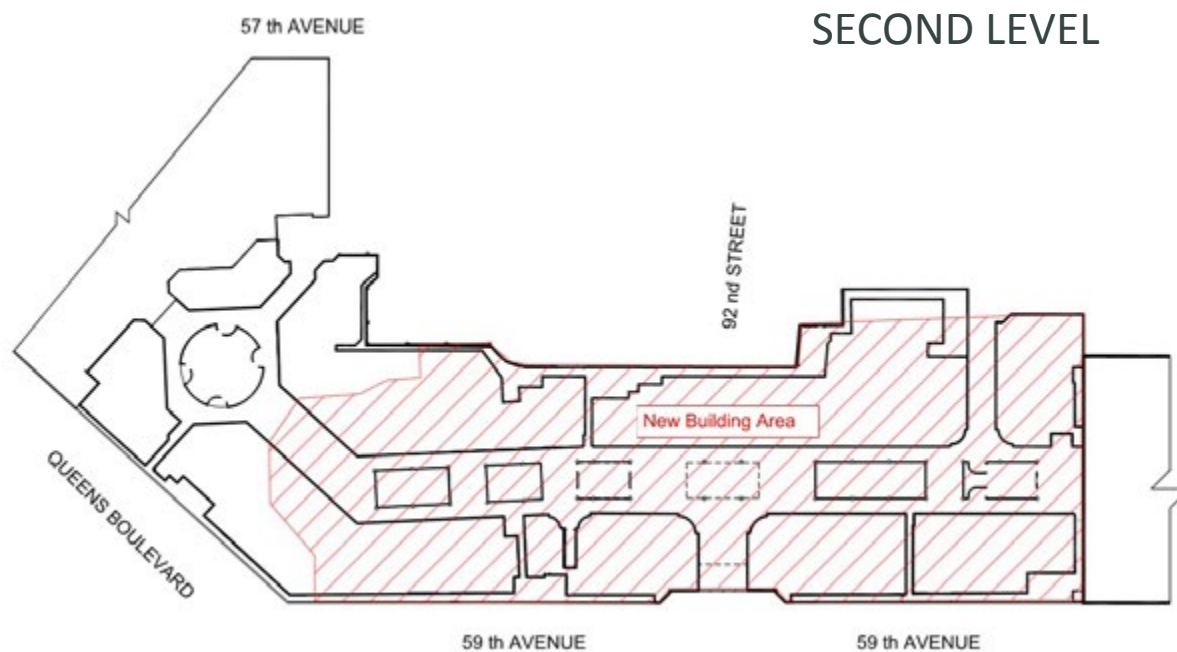 57 th AVENUE
SECOND LEVEL
92 nd STREET
New Building Area
QUEENS BOULEVARD
59 th AVENUE
59 th AVENUE